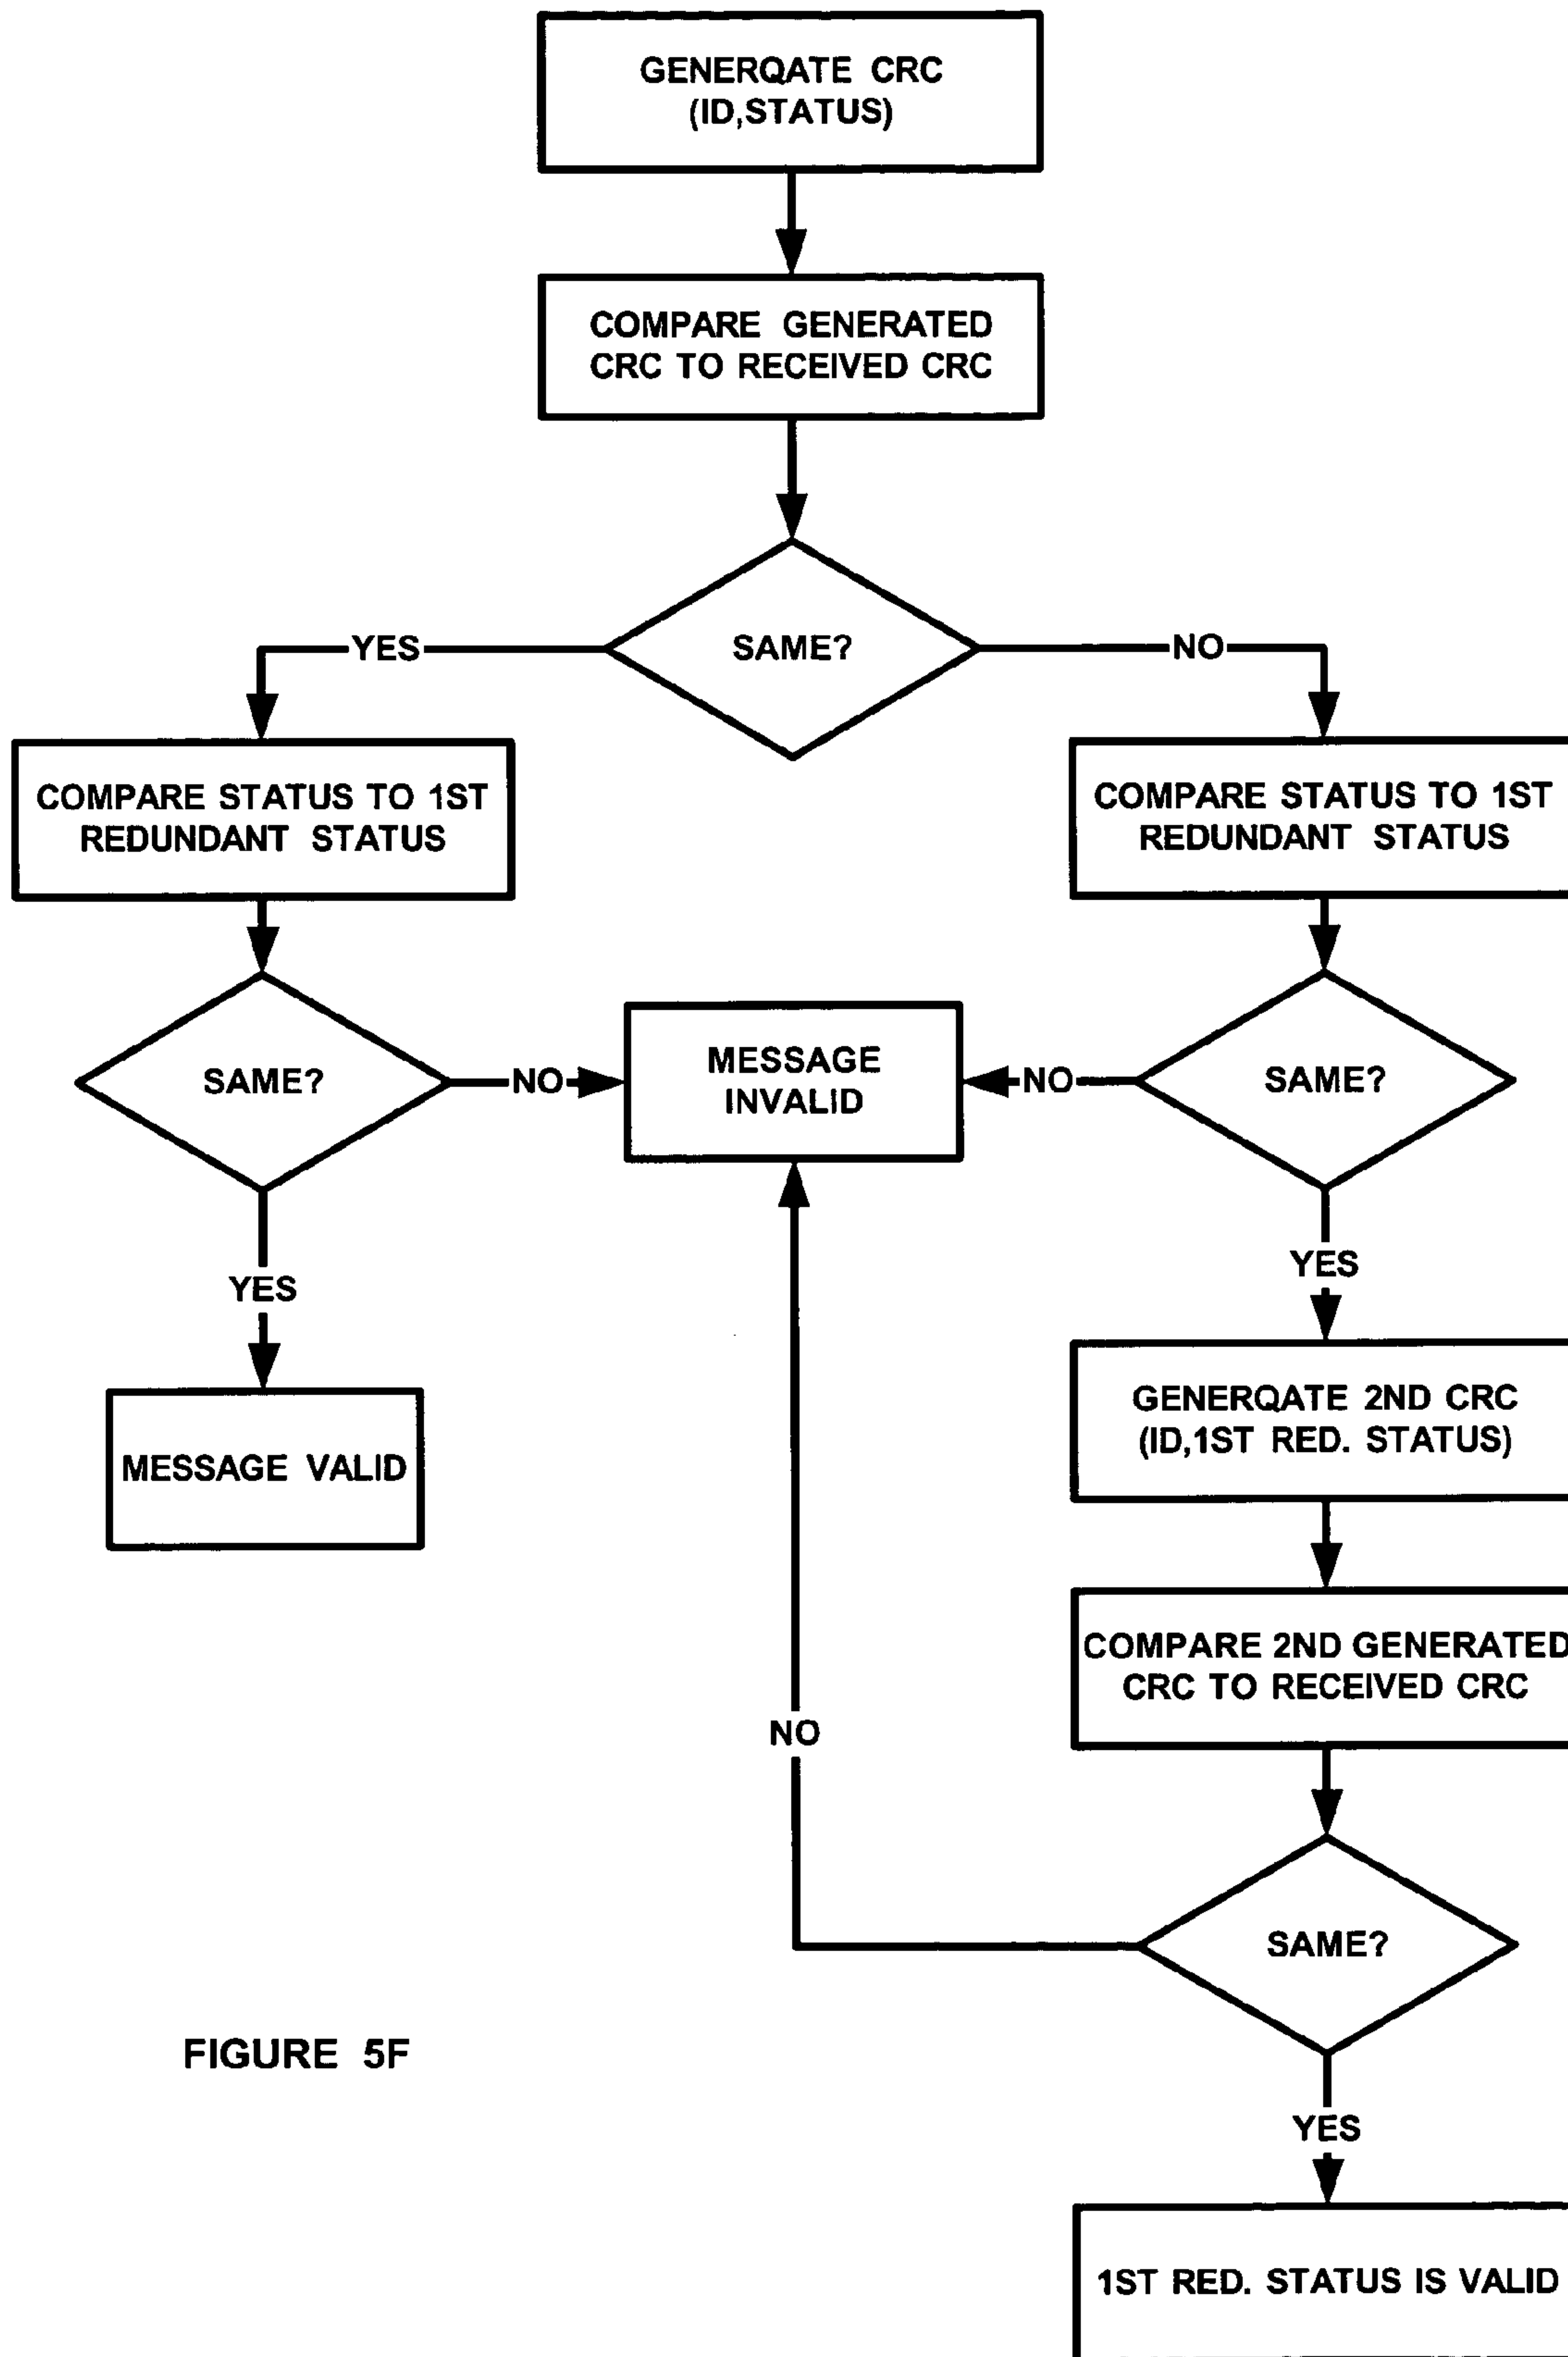 GENERQATE CRC
(ID,STATUS)
COMPARE GENERATED
CRC TO RECEIVED CRC
SAME?
YES
NO
COMPARE STATUS TO 1ST
REDUNDANT STATUS
COMPARE STATUS TO 1ST
REDUNDANT STATUS
SAME?
NO
MESSAGE
INVALID
NO
SAME?
YES
YES
MESSAGE VALID
GENERQATE 2ND CRC
(ID,1ST RED. STATUS)
COMPARE 2ND GENERATED
CRC TO RECEIVED CRC
NO
SAME?
FIGURE 5F
YES
1ST RED. STATUS IS VALID